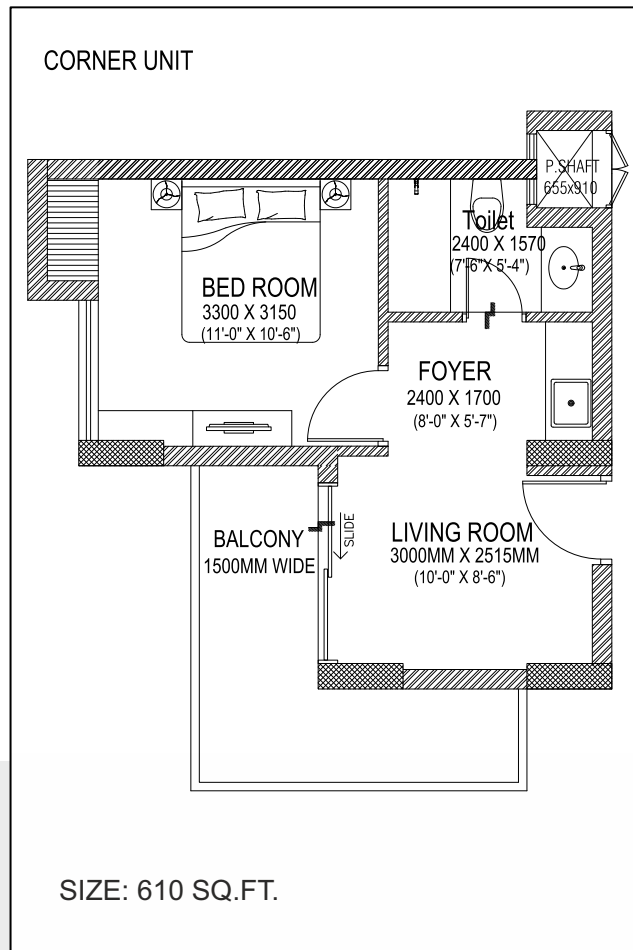 CORNER UNIT
P.SHAFT
655x910
Toilet
2400 X 1570
(7'-6"X 5'-4")
BED ROOM
3300 X 3150
(11'-0" X 10'-6")
FOYER
2400 X 1700
(8'-0" X 5'-7")
SLIDE
BALCONY
1500MM WIDE
LIVING ROOM
3000MM X 2515MM
(10'-0" X 8'-6")
SIZE: 610 SQ.FT.